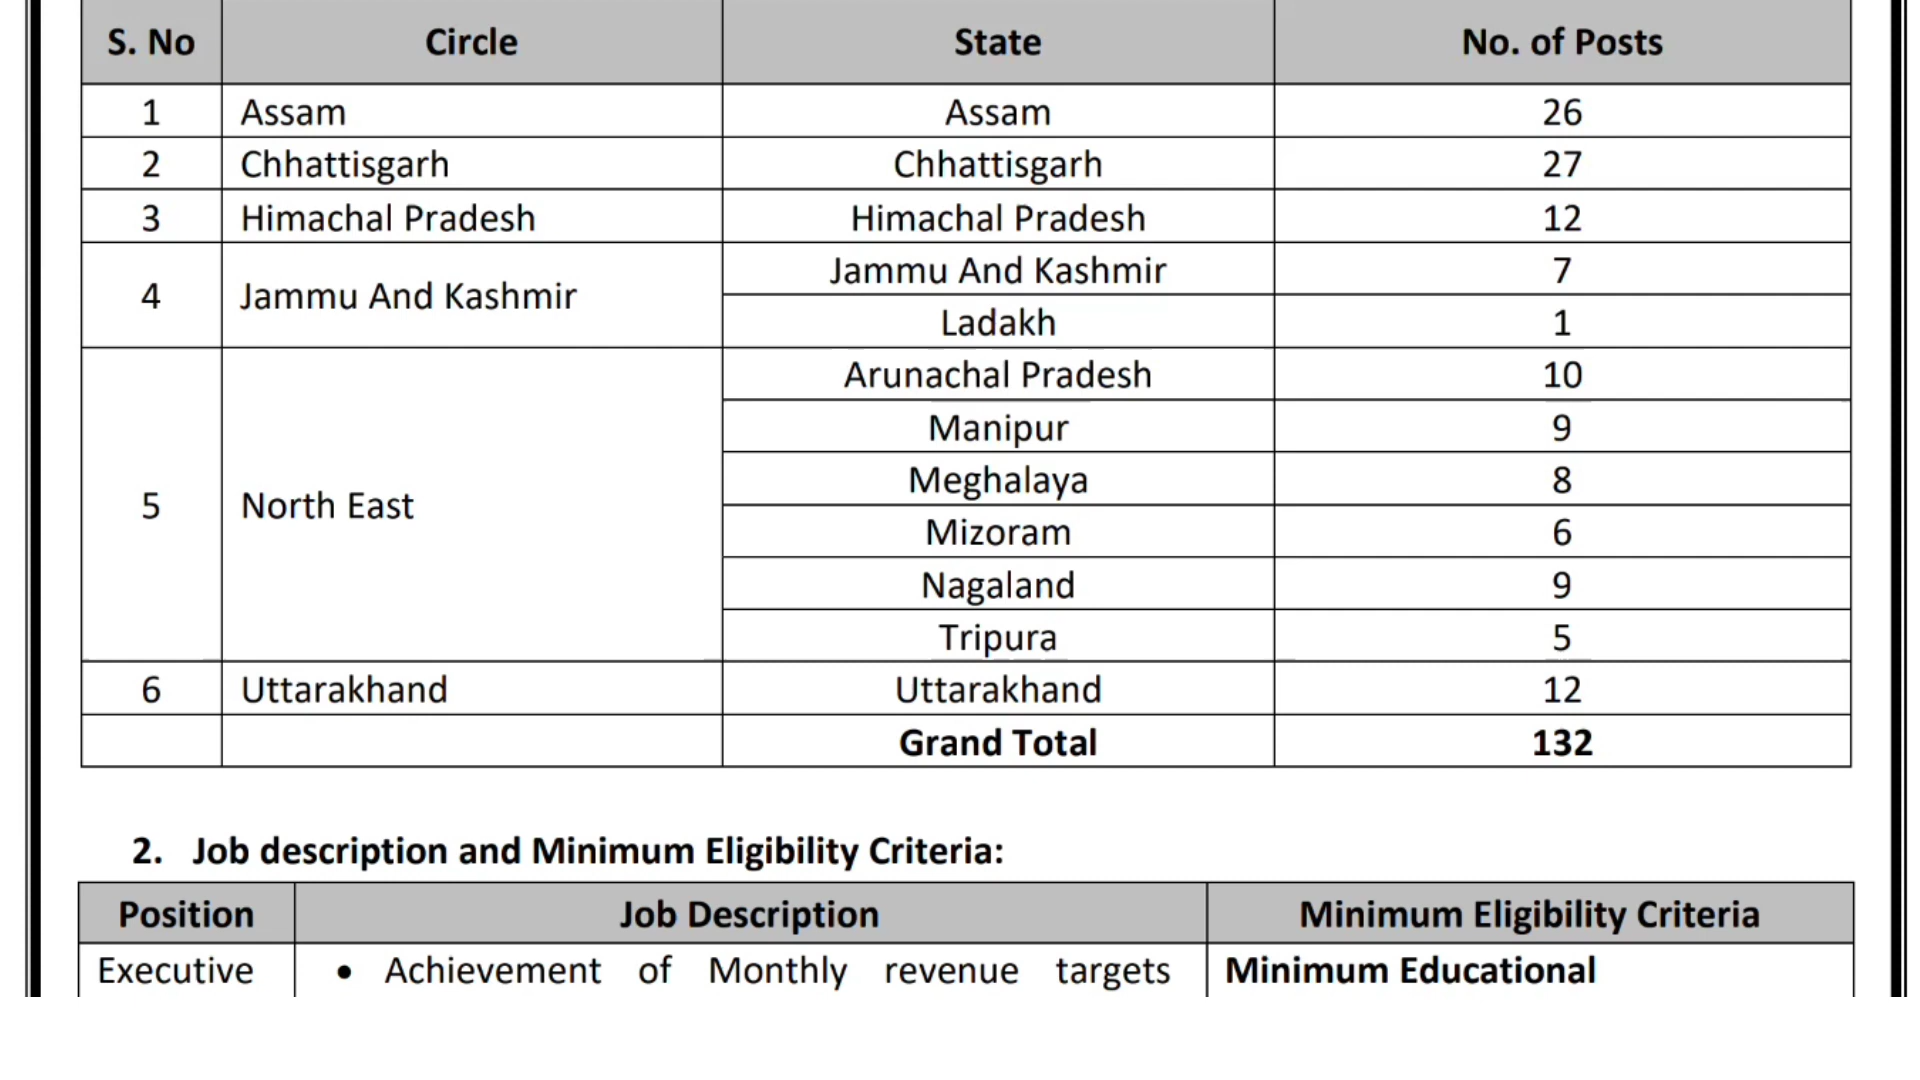 S. No Circle State No. of Posts
1 Assam Assam 26
2 Chhattisgarh Chhattisgarh 27
3 Himachal Pradesh Himachal Pradesh 12
4 Jammu And Kashmir Jammu And Kashmir 7
Ladakh 1
5 North East Arunachal Pradesh 10
Manipur 9
Meghalaya 8
Mizoram 6
Nagaland 9
Tripura 5
6 Uttarakhand Uttarakhand 12
Grand Total 132
2. Job description and Minimum Eligibility Criteria:
Position Job Description Minimum Eligibility Criteria
Executive • Achievement of Monthly revenue targets Minimum Educational